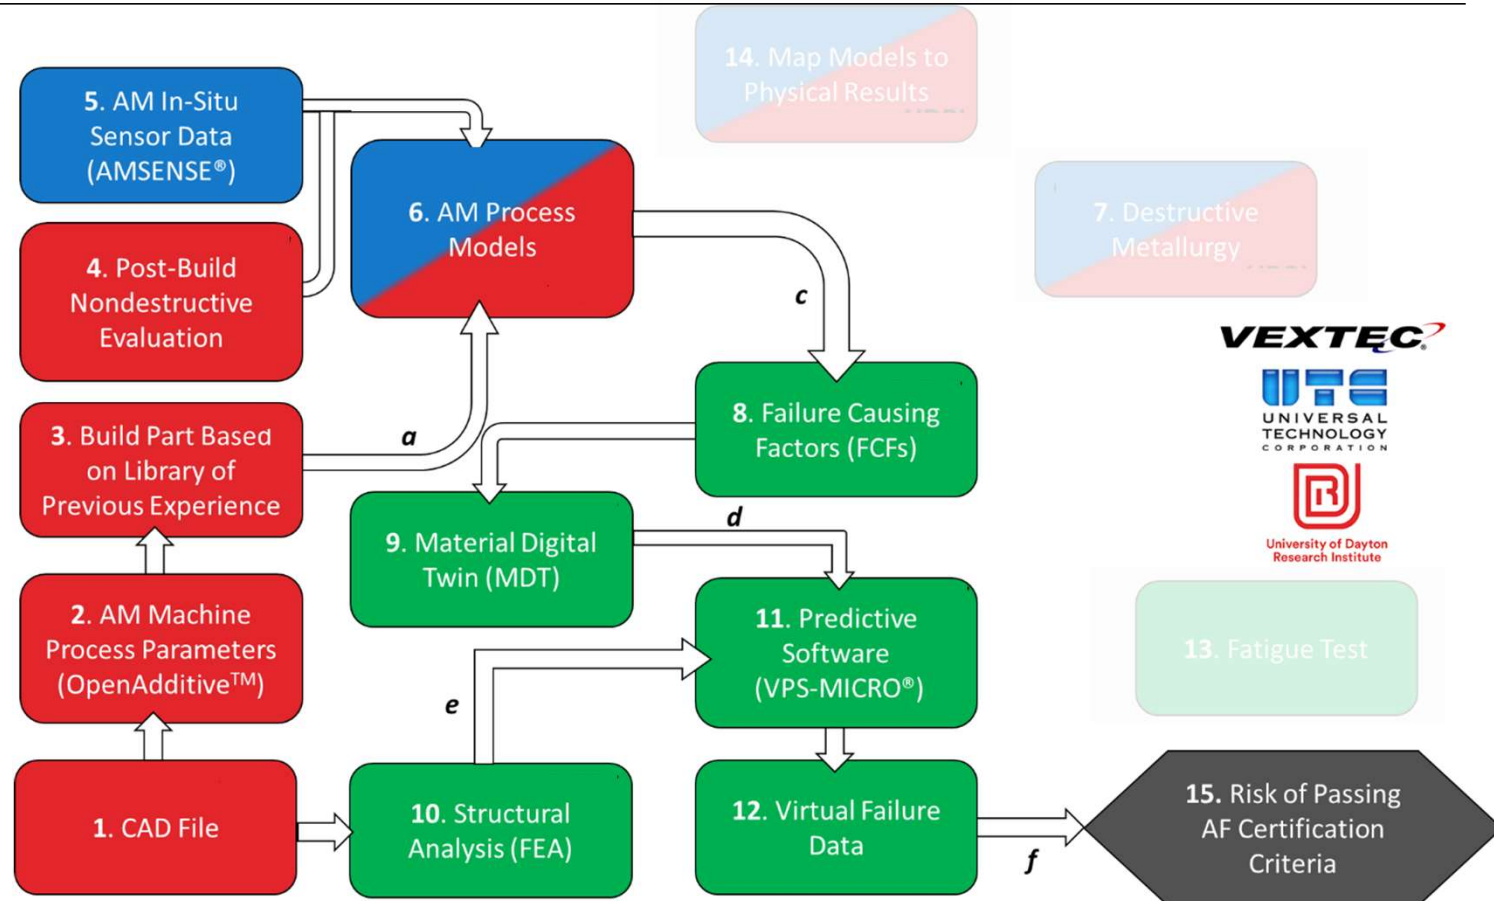 14. Map Models to
Physical Results
5. AM In-Situ
Sensor Data
(AMSENSE®)
6. AM Process
Models
7. Destructive
Metallurgy
4. Post-Build
Nondestructive
Evaluation
c
VEXTEC®
UTC
UNIVERSAL
TECHNOLOGY
CORPORATION
3. Build Part Based
on Library of
Previous Experience
a
8. Failure Causing
Factors (FCFs)
University of Dayton
Research Institute
9. Material Digital
Twin (MDT)
d
2. AM Machine
Process Parameters
(OpenAdditive™)
11. Predictive
Software
(VPS-MICRO®)
13. Fatigue Test
e
1. CAD File
10. Structural
Analysis (FEA)
12. Virtual Failure
Data
f
15. Risk of Passing
AF Certification
Criteria